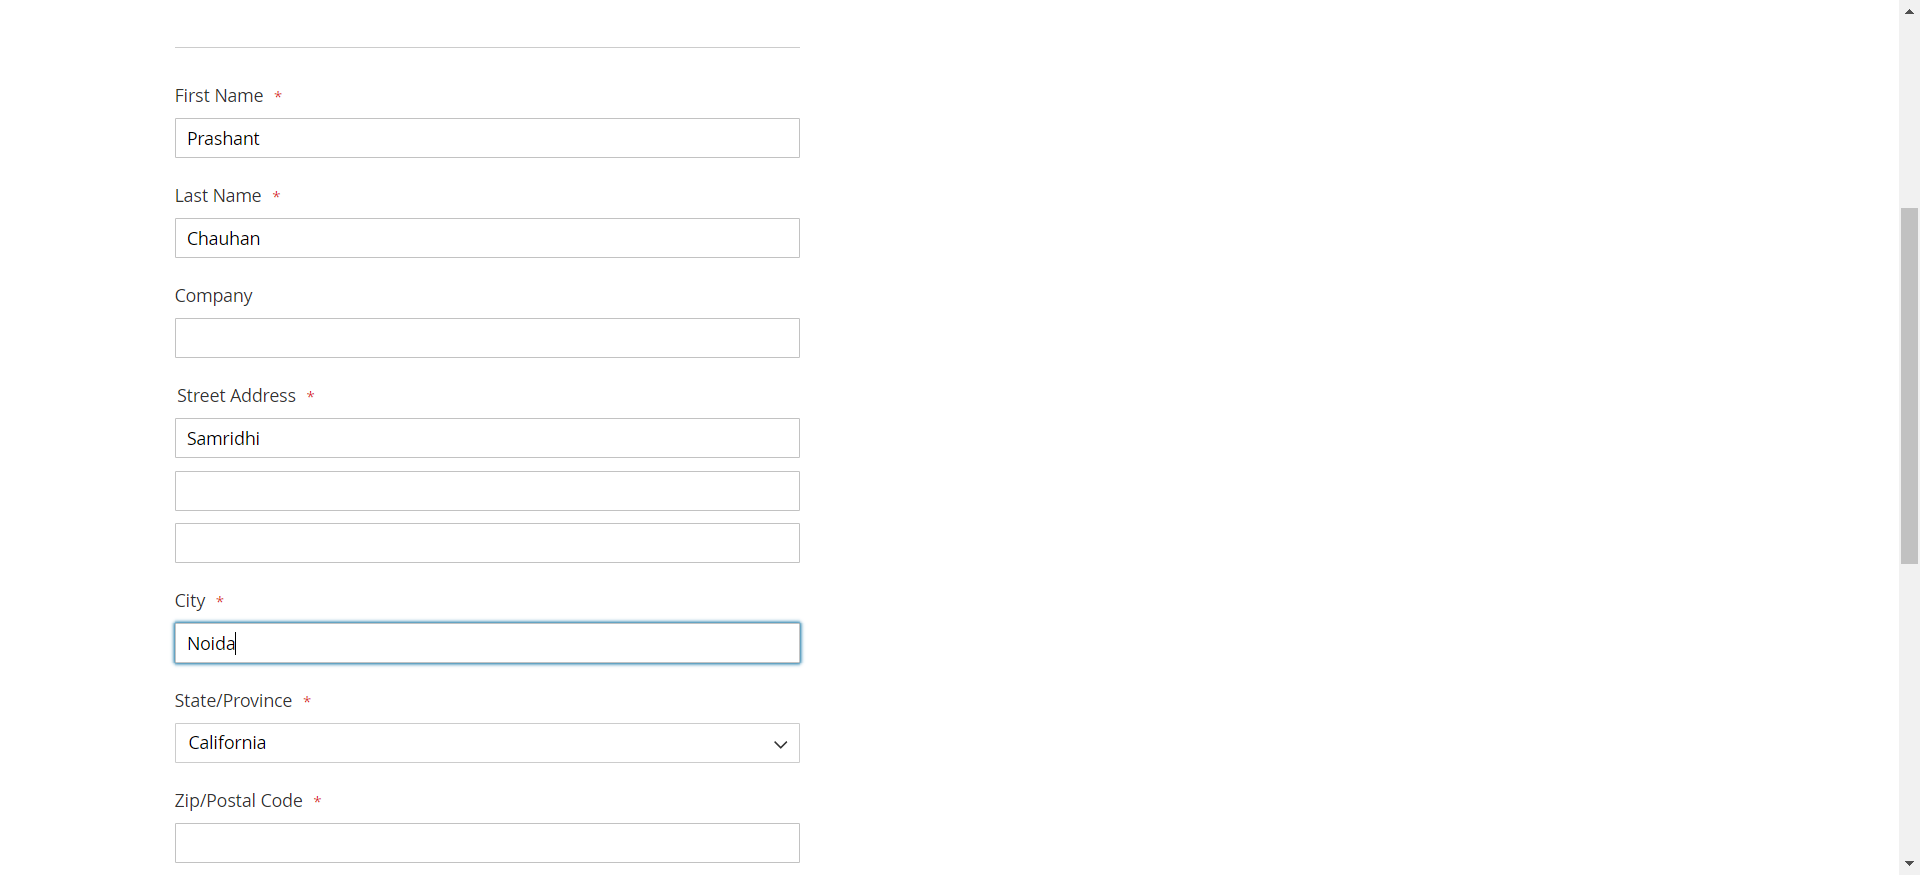 First Name *
Prashant
Last Name *
Chauhan
Company
Street Address *
Samridhi
City *
Noida
State/Province *
California
Zip/Postal Code *